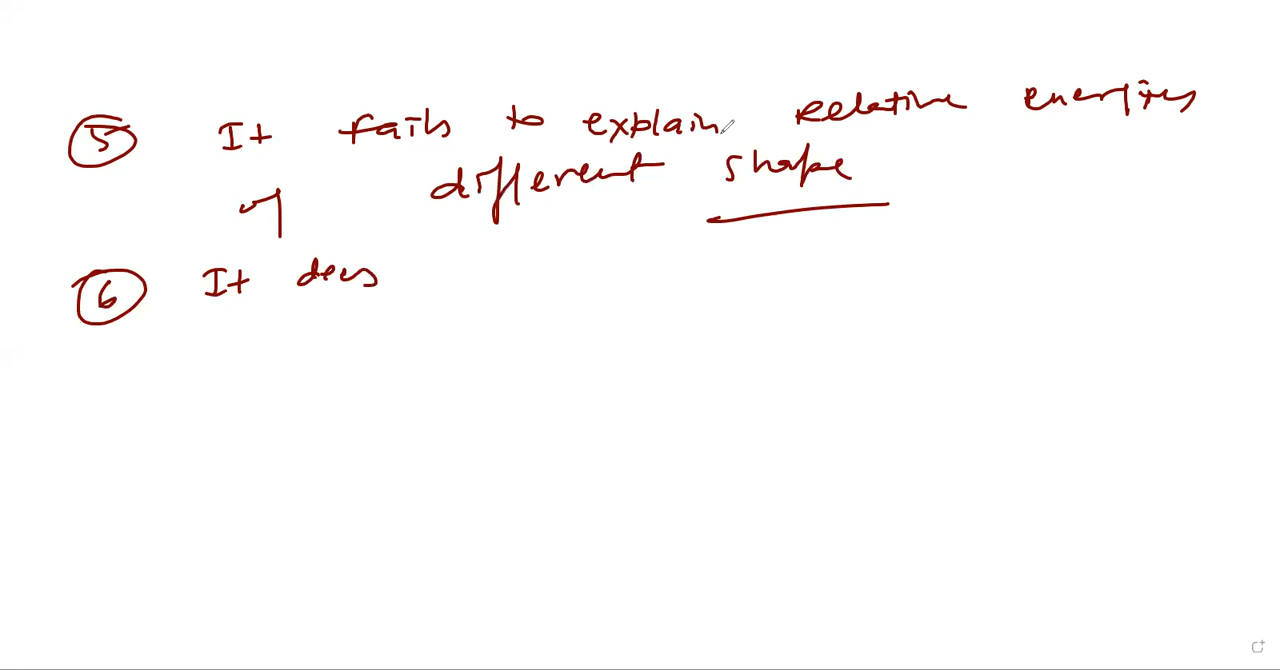 ⑤ It fails to explain relative energies
of different shape
⑥ It does